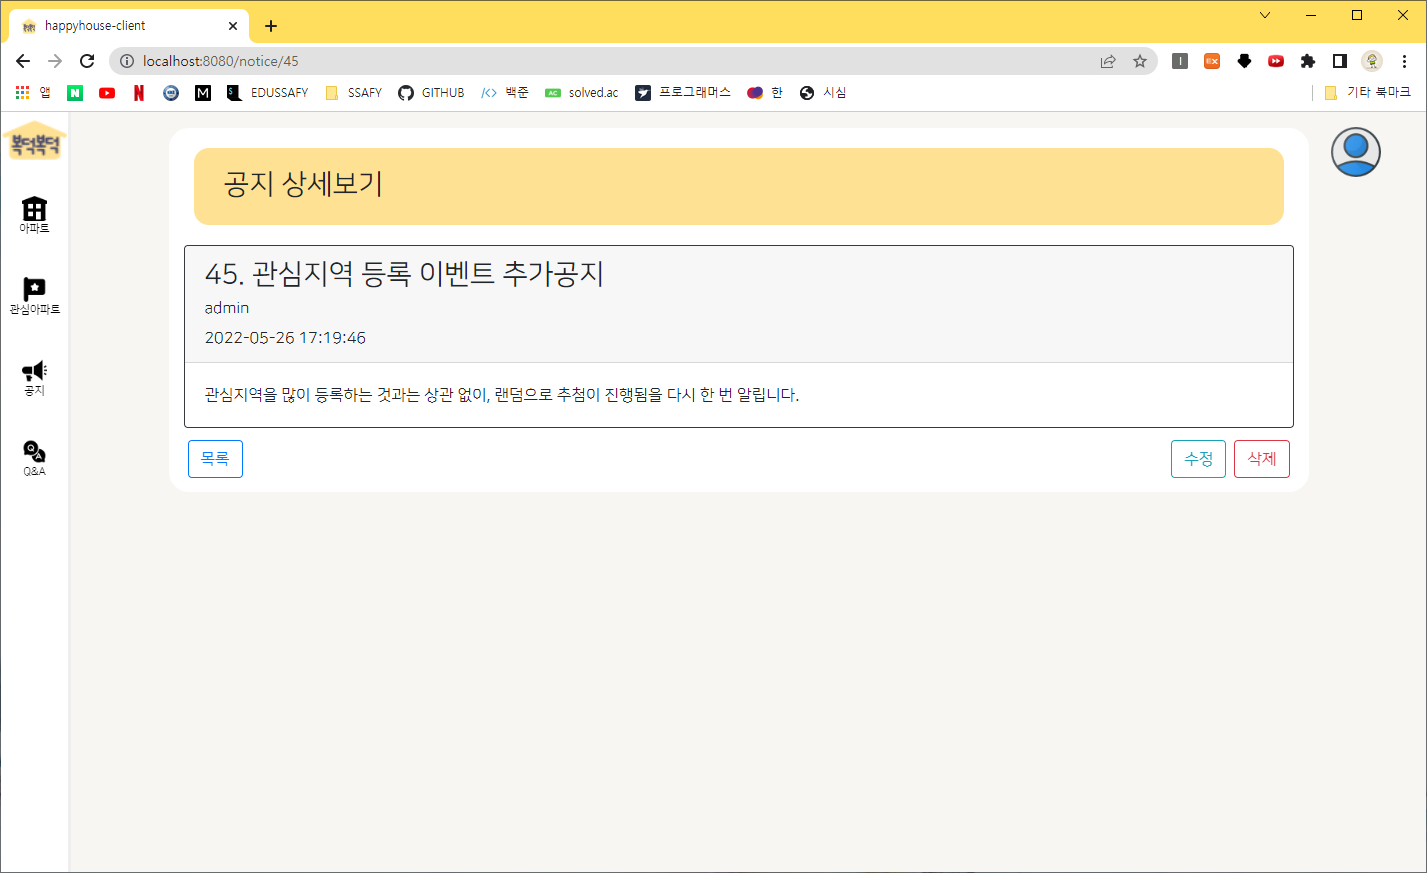 happyhouse-client
localhost:8080/notice/45
앱
EDUSSAFY
SSAFY
GITHUB
백준
solved.ac
프로그래머스
한
시심
기타 북마크
복덕복덕
아파트
관심아파트
공지
Q&A
공지 상세보기
45. 관심지역 등록 이벤트 추가공지
admin
2022-05-26 17:19:46
관심지역을 많이 등록하는 것과는 상관 없이, 랜덤으로 추첨이 진행됨을 다시 한 번 알립니다.
목록
수정
삭제